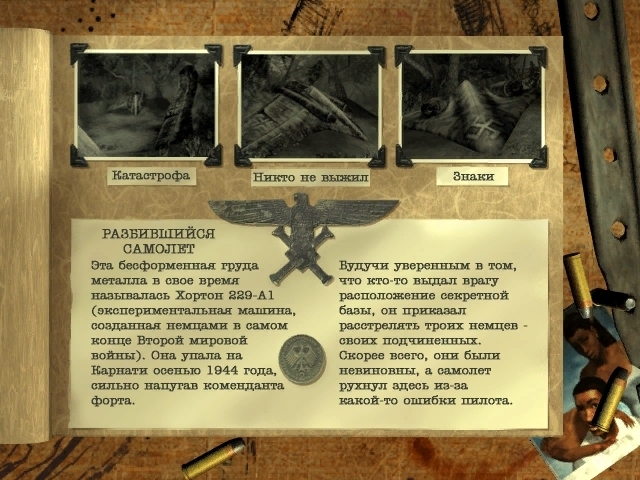 Катастрофа
Никто не выжил
Знаки
РАЗБИВШИЙСЯ
САМОЛЕТ
Эта бесформенная груда
металла в свое время
называлась Хортон 229-А1
(экспериментальная машина,
созданная немцами в самом
конце Второй мировой
войны). Она упала на
Карнати осенью 1944 года,
сильно напугав коменданта
форта.
Будучи уверенным в том,
что кто-то выдал врагу
расположение секретной
базы, он приказал
расстрелять троих немцев -
своих подчиненных.
Скорее всего, они были
невиновны, а самолет
рухнул здесь из-за
какой-то ошибки пилота.